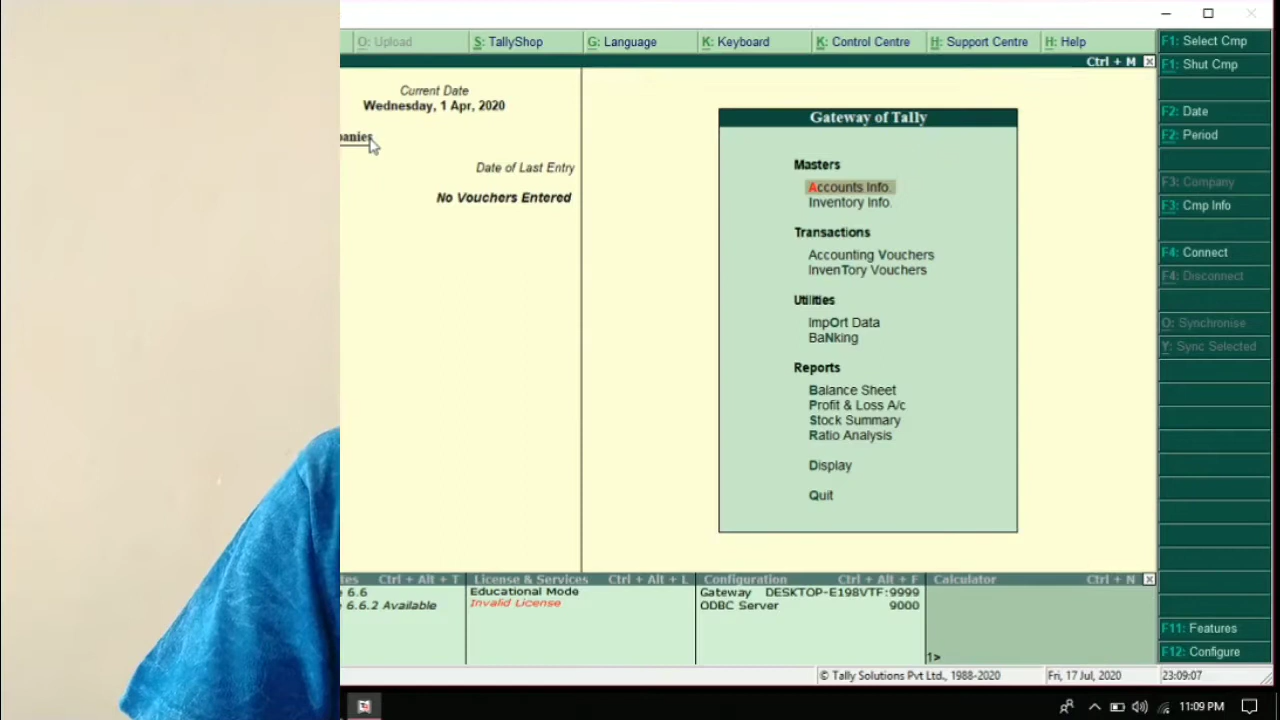 O: Upload
S: TallyShop
G: Language
K: Keyboard
K: Control Centre
H: Support Centre
H: Help
Ctrl + M
Current Date
Wednesday, 1 Apr, 2020
panies
Date of Last Entry
No Vouchers Entered
Gateway of Tally
Masters
Accounts Info.
Inventory Info.
Transactions
Accounting Vouchers
InvenTory Vouchers
Utilities
ImpOrt Data
BaNking
Reports
Balance Sheet
Profit & Loss A/c
Stock Summary
Ratio Analysis
Display
Quit
F1: Select Cmp
F1: Shut Cmp
F2: Date
F2: Period
F3: Company
F3: Cmp Info
F4: Connect
F4: Disconnect
O: Synchronise
Y: Sync Selected
F11: Features
F12: Configure
tes Ctrl + Alt + T
6.6
6.6.2 Available
License & Services Ctrl + Alt + L
Educational Mode
Invalid License
Configuration Ctrl + Alt + F
Gateway DESKTOP-E198VTF:9999
ODBC Server 9000
Calculator Ctrl + N
1>
© Tally Solutions Pvt Ltd., 1988-2020
Fri, 17 Jul, 2020
23:09:07
11:09 PM